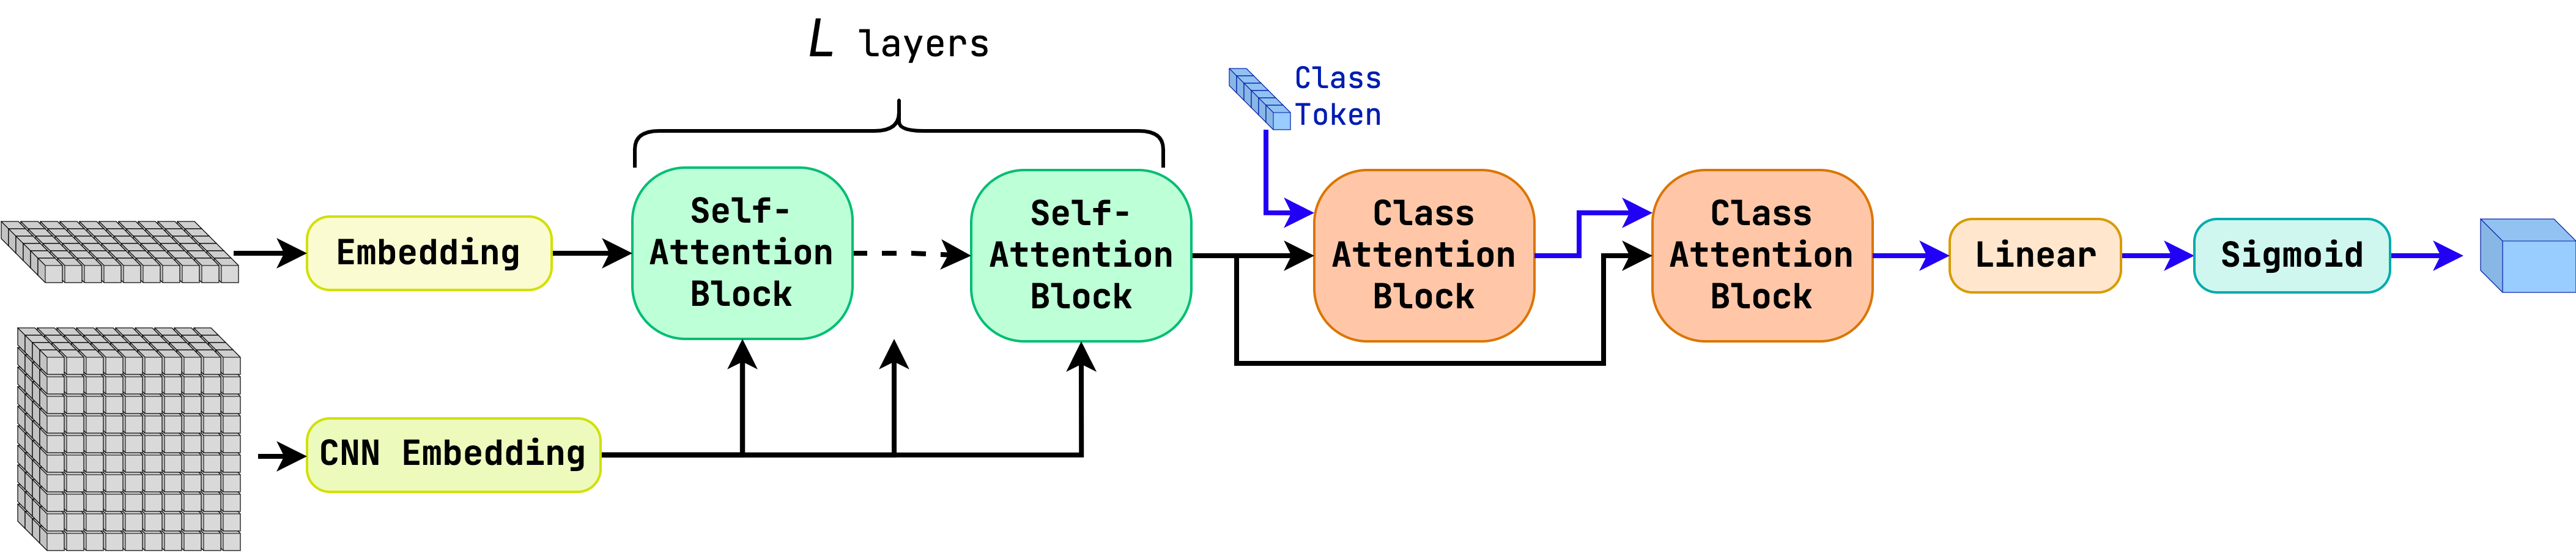 L layers
Class
Token
Embedding
Self-
Attention
Block
Self-
Attention
Block
Class
Attention
Block
Class
Attention
Block
Linear
Sigmoid
CNN Embedding